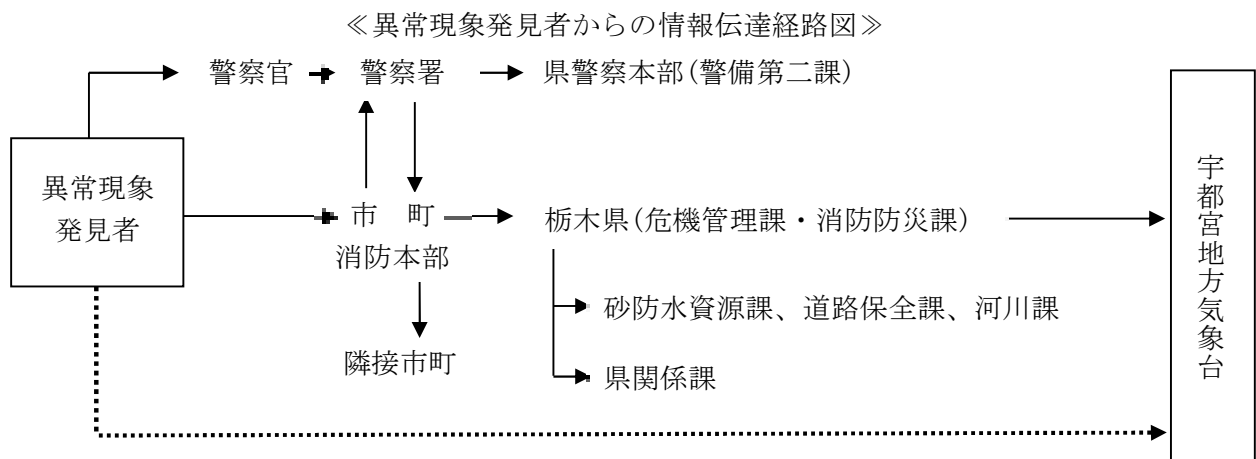 ≪異常現象発見者からの情報伝達経路図≫
警察官 警察署 県警察本部(警備第二課)
異常現象
発見者
市 町
消防本部
栃木県(危機管理課・消防防災課)
砂防水資源課、道路保全課、河川課
隣接市町
県関係課
宇都宮地方気象台